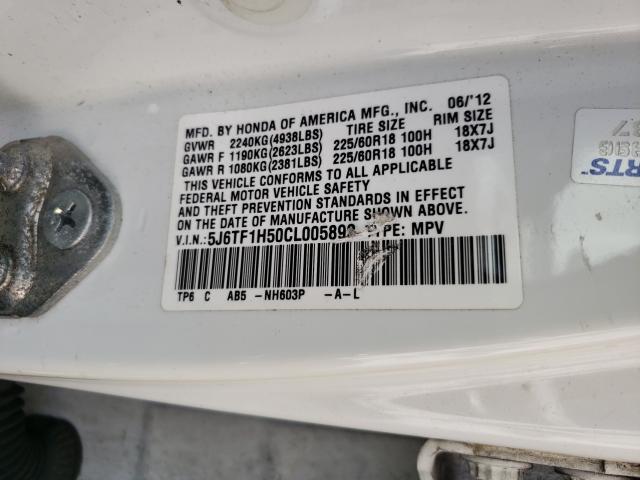 MFD. BY HONDA OF AMERICA MFG., INC. 06/'12
GVWR 2240KG(4938LBS) TIRE SIZE RIM SIZE
GAWR F 1190KG(2623LBS) 225/60R18 100H 18X7J
GAWR R 1080KG(2381LBS) 225/60R18 100H 18X7J
THIS VEHICLE CONFORMS TO ALL APPLICABLE
FEDERAL MOTOR VEHICLE SAFETY
AND THEFT PREVENTION STANDARDS IN EFFECT
ON THE DATE OF MANUFACTURE SHOWN ABOVE.
V.I.N.: TYPE: MPV
TP6 C AB5 -NH603P -A-L